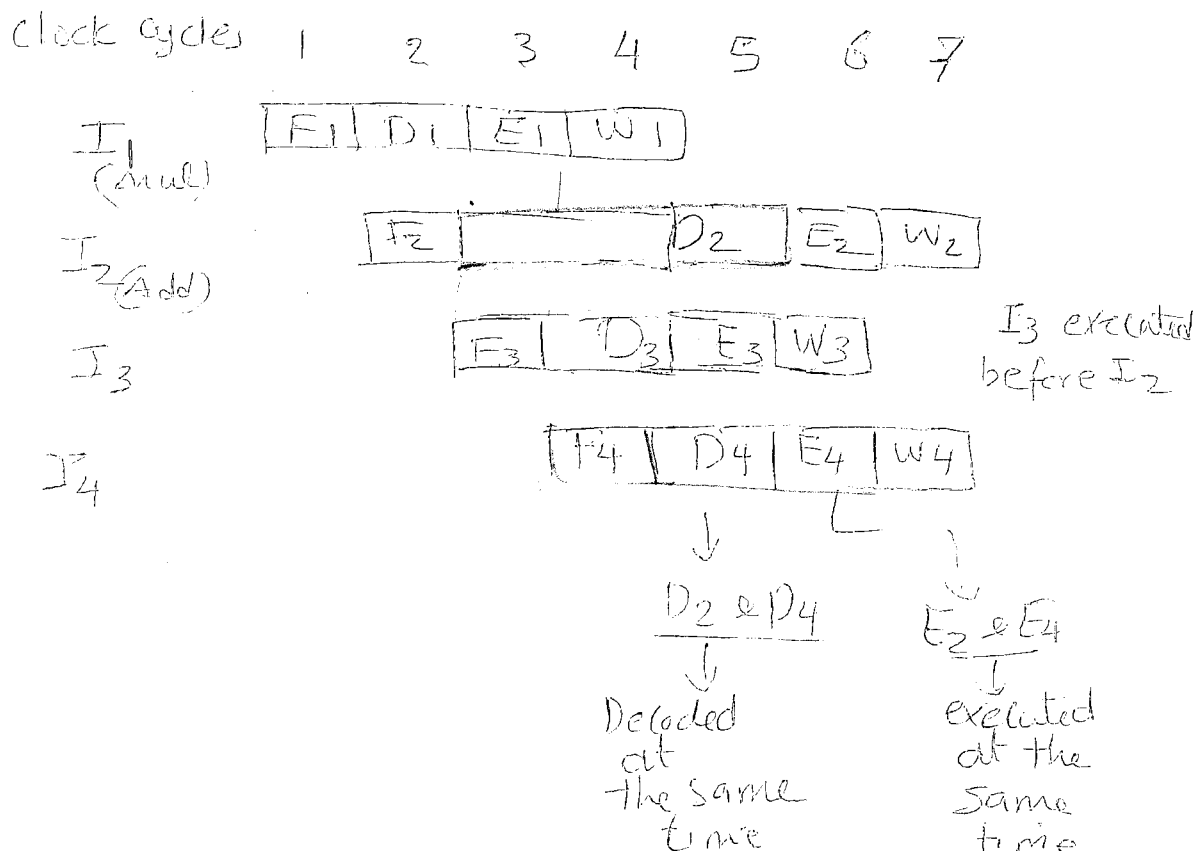 Clock cycles 1 2 3 4 5 6 7
I1 F1 D1 E1 W1
(mul)
I2 F2 D2 E2 W2
(Add)
I3 F3 D3 E3 W3
I3 executed
before I2
I4 F4 D4 E4 W4
D2 & D4
E2 & E4
Decoded
at
the same
time
executed
at the
same
time